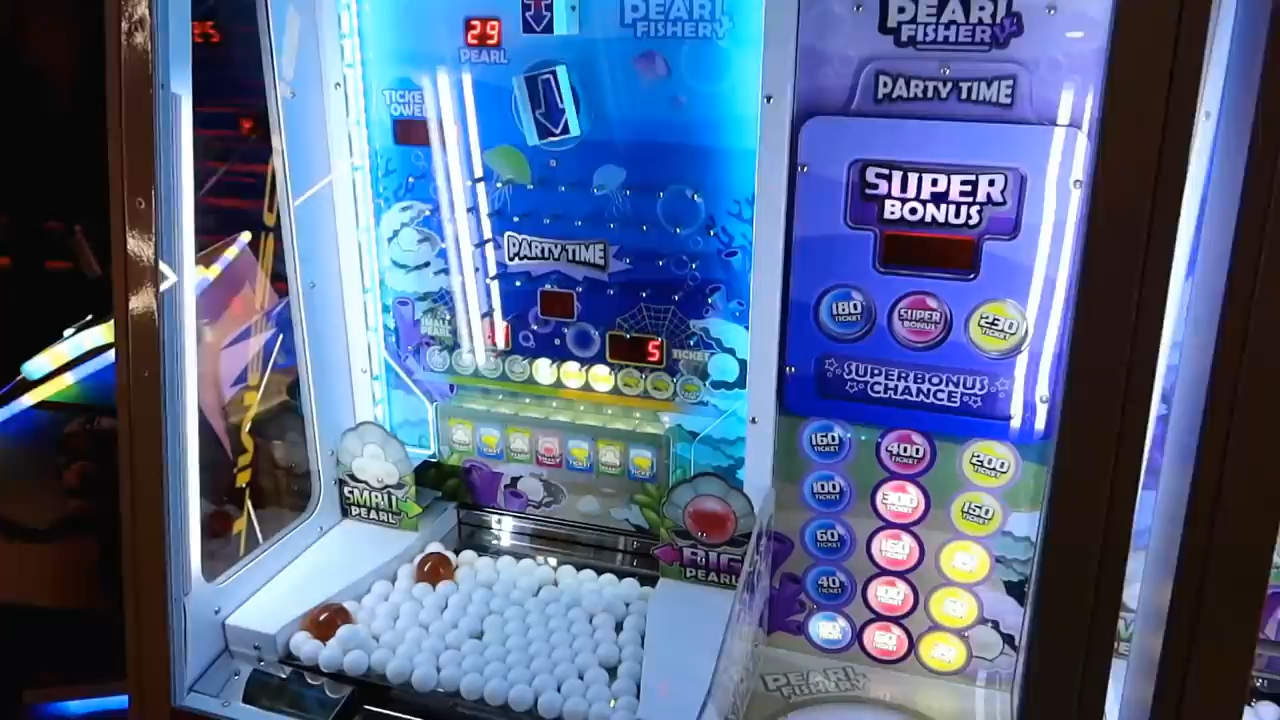 25
29
PEARL
PEARL
FISHERY
PEARL
FISHERY
PARTY TIME
TICKET
OWED
SUPER
BONUS
PARTY TIME
180
TICKET
SUPER
BONUS
230
TICKET
SMALL
PEARL
5
TICKET
SUPERBONUS
CHANCE
160
TICKET
400
TICKET
200
TICKET
100
TICKET
300
TICKET
150
TICKET
60
TICKET
160
TICKET
40
TICKET
100
TICKET
60
TICKET
SMALL
PEARL
BIG
PEARL
PEARL
FISHERY